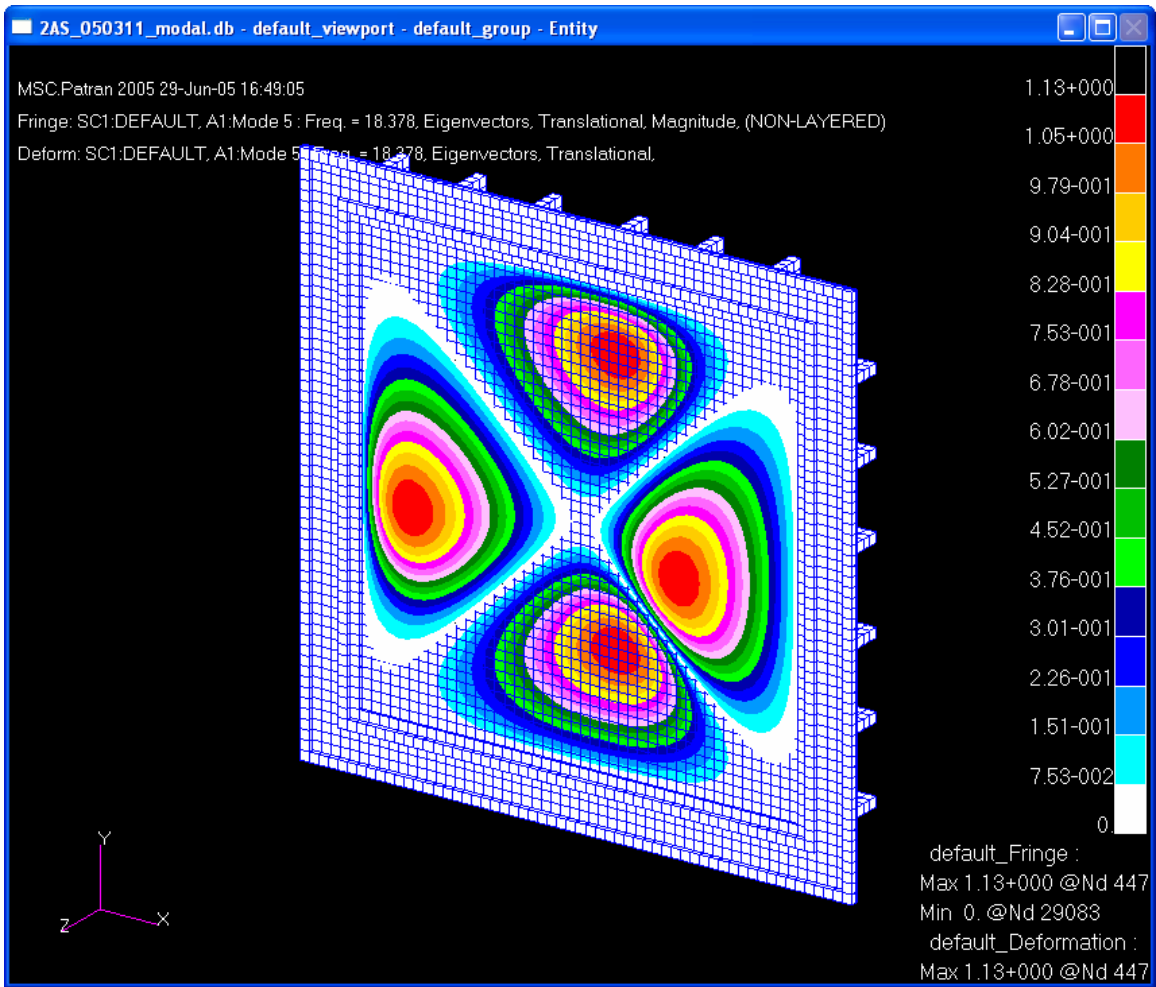 2AS_050311_modal.db - default_viewport - default_group - Entity
MSC.Patran 2005 29-Jun-05 16:49:05
Fringe: SC1:DEFAULT, A1:Mode 5 : Freq. = 18.378, Eigenvectors, Translational, Magnitude, (NON-LAYERED)
Deform: SC1:DEFAULT, A1:Mode 5 : Freq. = 18.378, Eigenvectors, Translational,
1.13+000
1.05+000
9.79-001
9.04-001
8.28-001
7.53-001
6.78-001
6.02-001
5.27-001
4.52-001
3.76-001
3.01-001
2.26-001
1.51-001
7.53-002
0.
default_Fringe :
Max 1.13+000 @Nd 447
Min 0. @Nd 29083
default_Deformation :
Max 1.13+000 @Nd 447
Y
Z
X